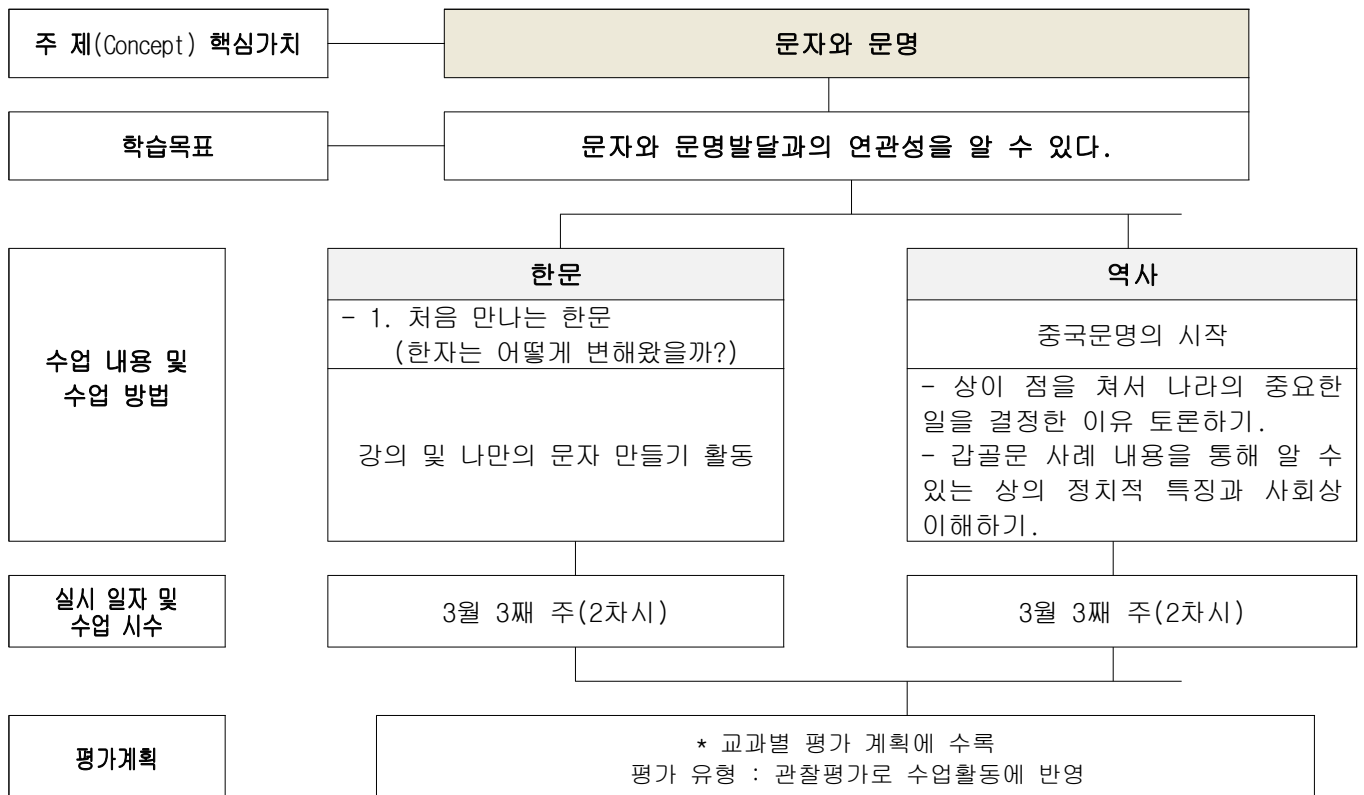 주 제(Concept) 핵심가치
문자와 문명
학습목표
문자와 문명발달과의 연관성을 알 수 있다.
수업 내용 및
수업 방법
한문
- 1. 처음 만나는 한문
(한자는 어떻게 변해왔을까?)
강의 및 나만의 문자 만들기 활동
역사
중국문명의 시작
- 상이 점을 쳐서 나라의 중요한
일을 결정한 이유 토론하기.
- 갑골문 사례 내용을 통해 알 수
있는 상의 정치적 특징과 사회상
이해하기.
실시 일자 및
수업 시수
3월 3째 주(2차시)
3월 3째 주(2차시)
평가계획
* 교과별 평가 계획에 수록
평가 유형 : 관찰평가로 수업활동에 반영